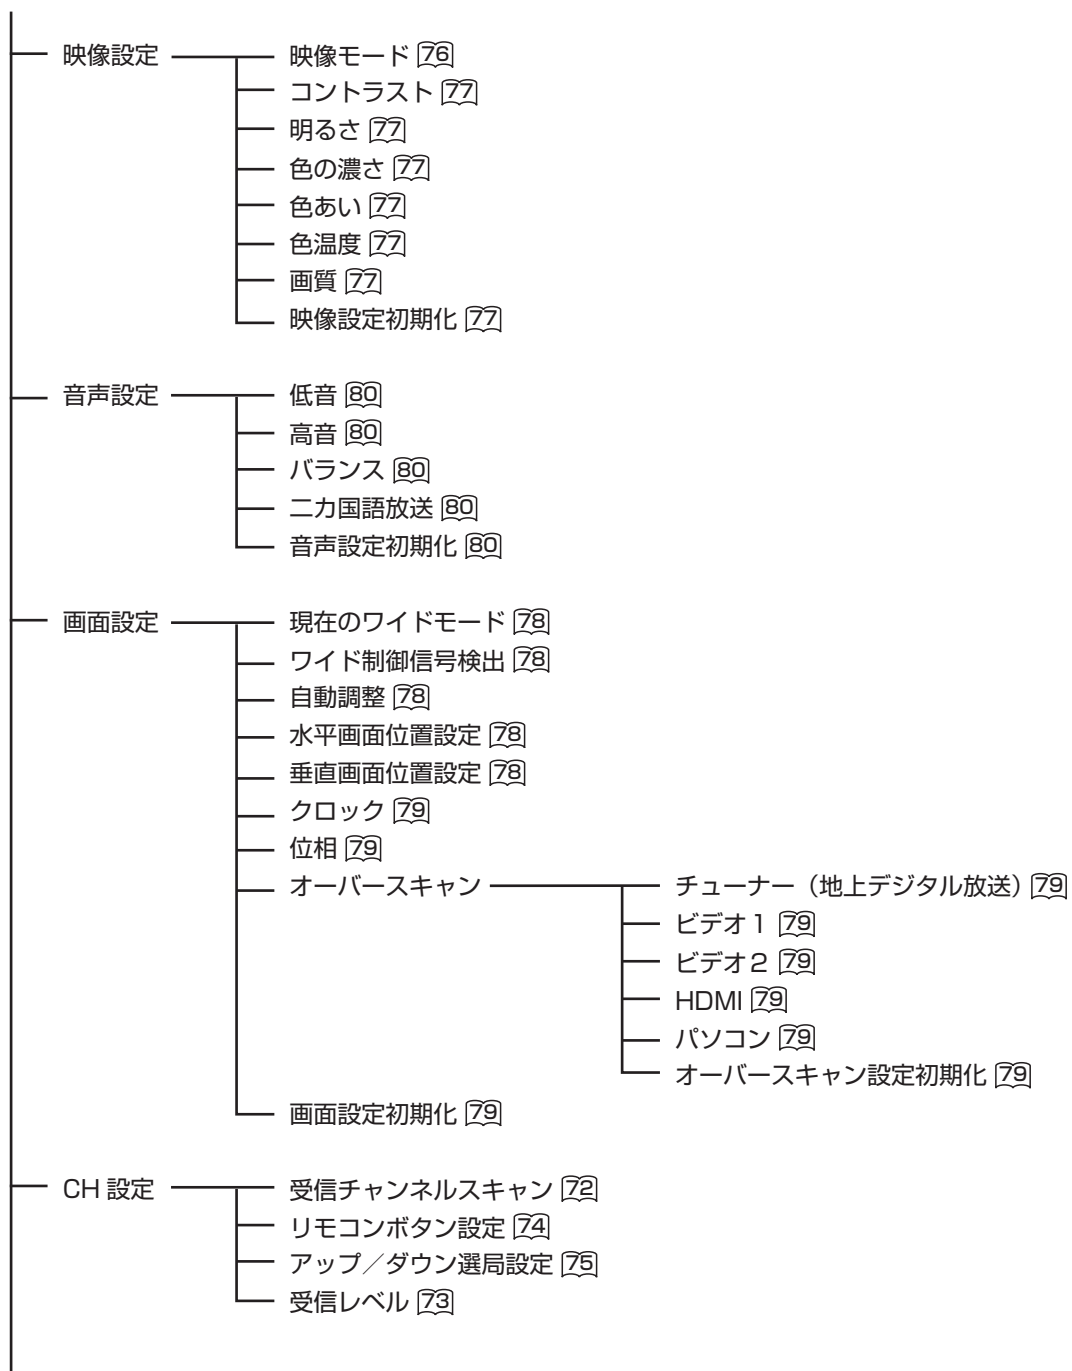 映像設定
映像モード 76
コントラスト 77
明るさ 77
色の濃さ 77
色あい 77
色温度 77
画質 77
映像設定初期化 77
音声設定
低音 80
高音 80
バランス 80
二カ国語放送 80
音声設定初期化 80
画面設定
現在のワイドモード 78
ワイド制御信号検出 78
自動調整 78
水平画面位置設定 78
垂直画面位置設定 78
クロック 79
位相 79
オーバースキャン
チューナー（地上デジタル放送） 79
ビデオ1 79
ビデオ2 79
HDMI 79
パソコン 79
オーバースキャン設定初期化 79
画面設定初期化 79
CH 設定
受信チャンネルスキャン 72
リモコンボタン設定 74
アップ／ダウン選局設定 75
受信レベル 73